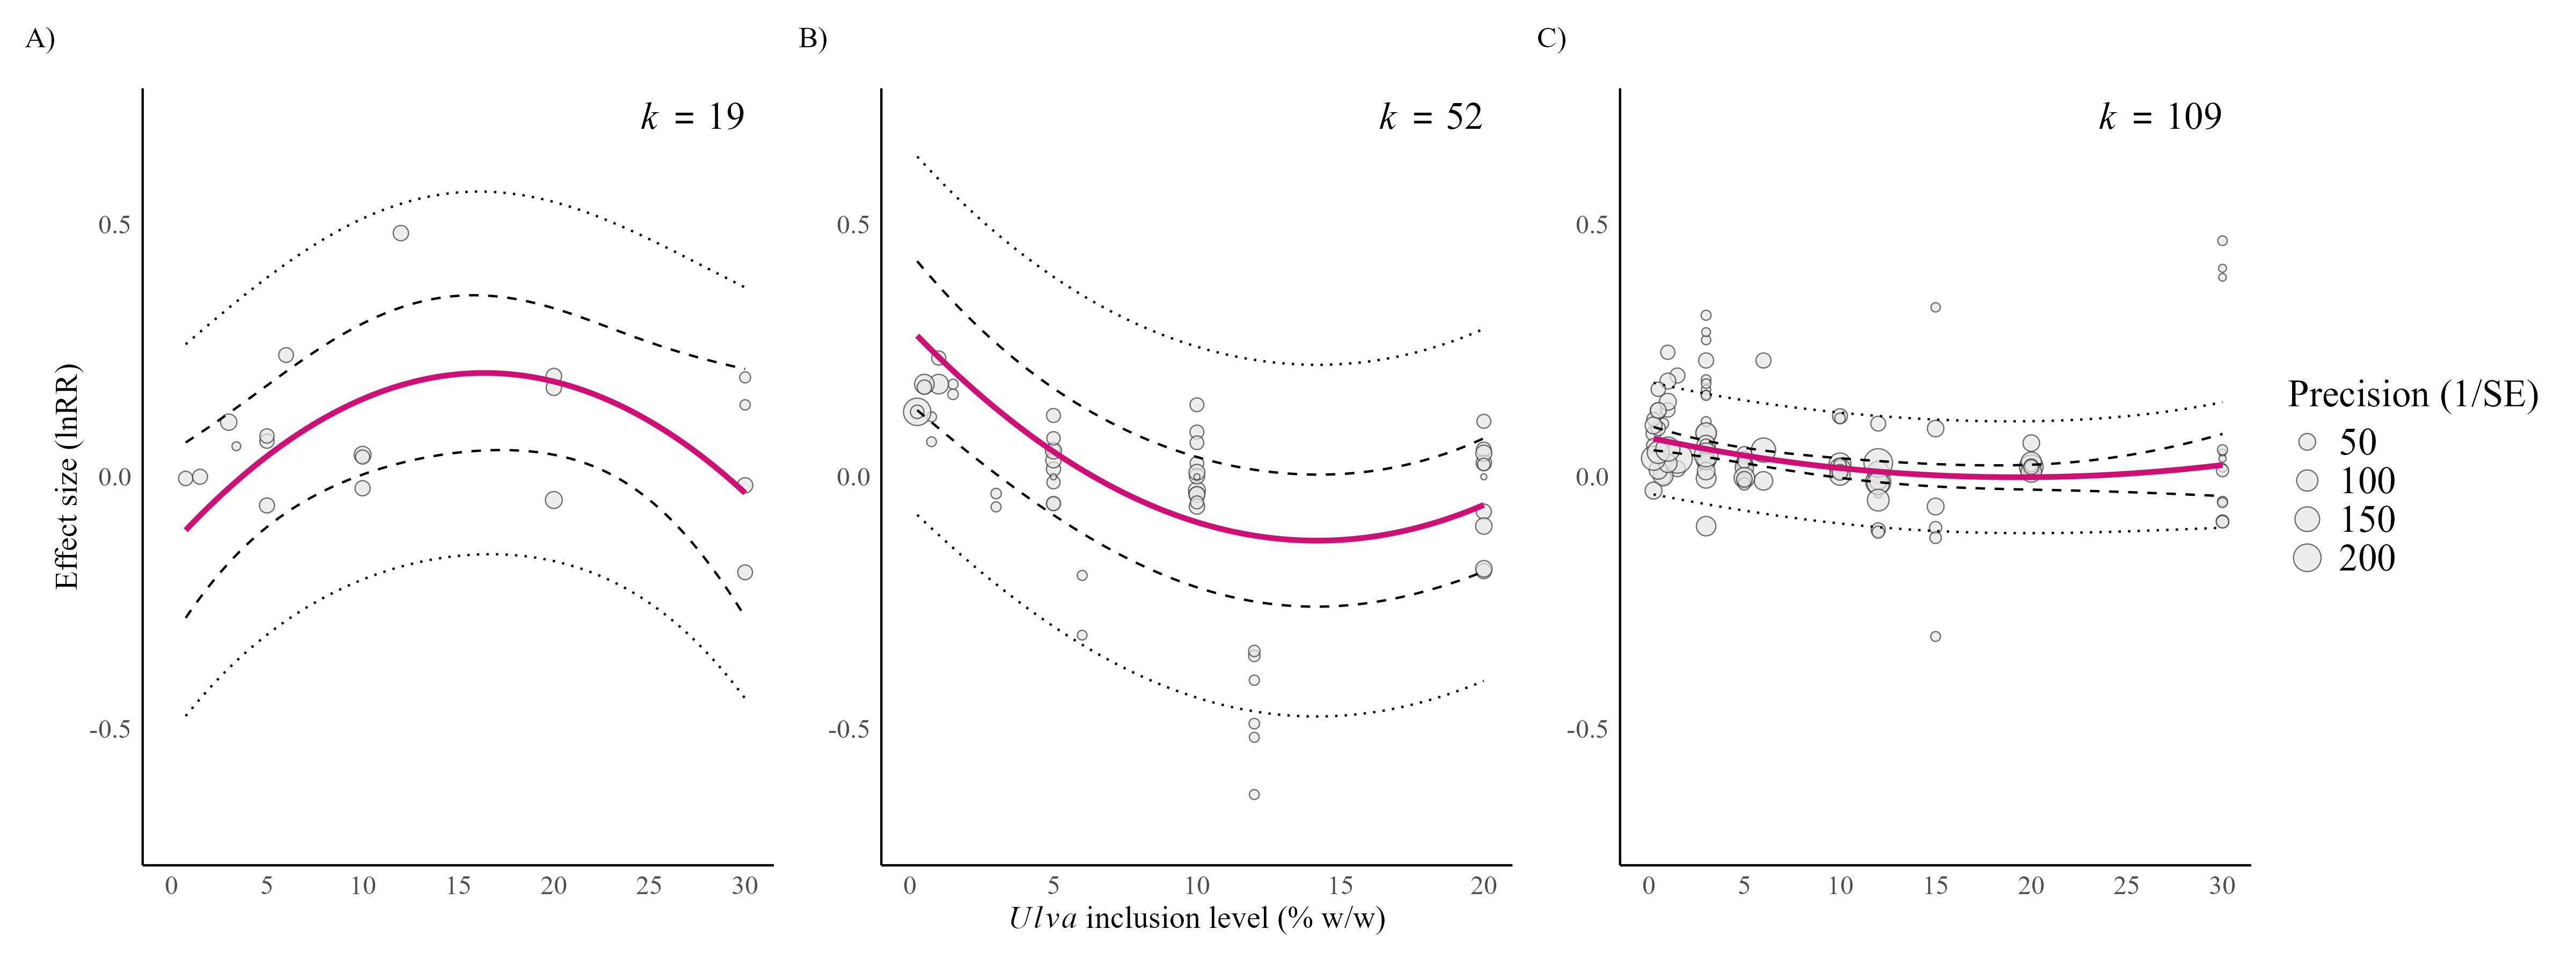 A) B) C)
k = 19 k = 52 k = 109
0.5 0.5 0.5
Precision (1/SE)
50
0.0 0.0 0.0
100
150
200
Effect size (lnRR)
-0.5 -0.5 -0.5
0 5 10 15 20 25 30 0 5 10 15 20 0 5 10 15 20 25 30
Ulva inclusion level (% w/w)